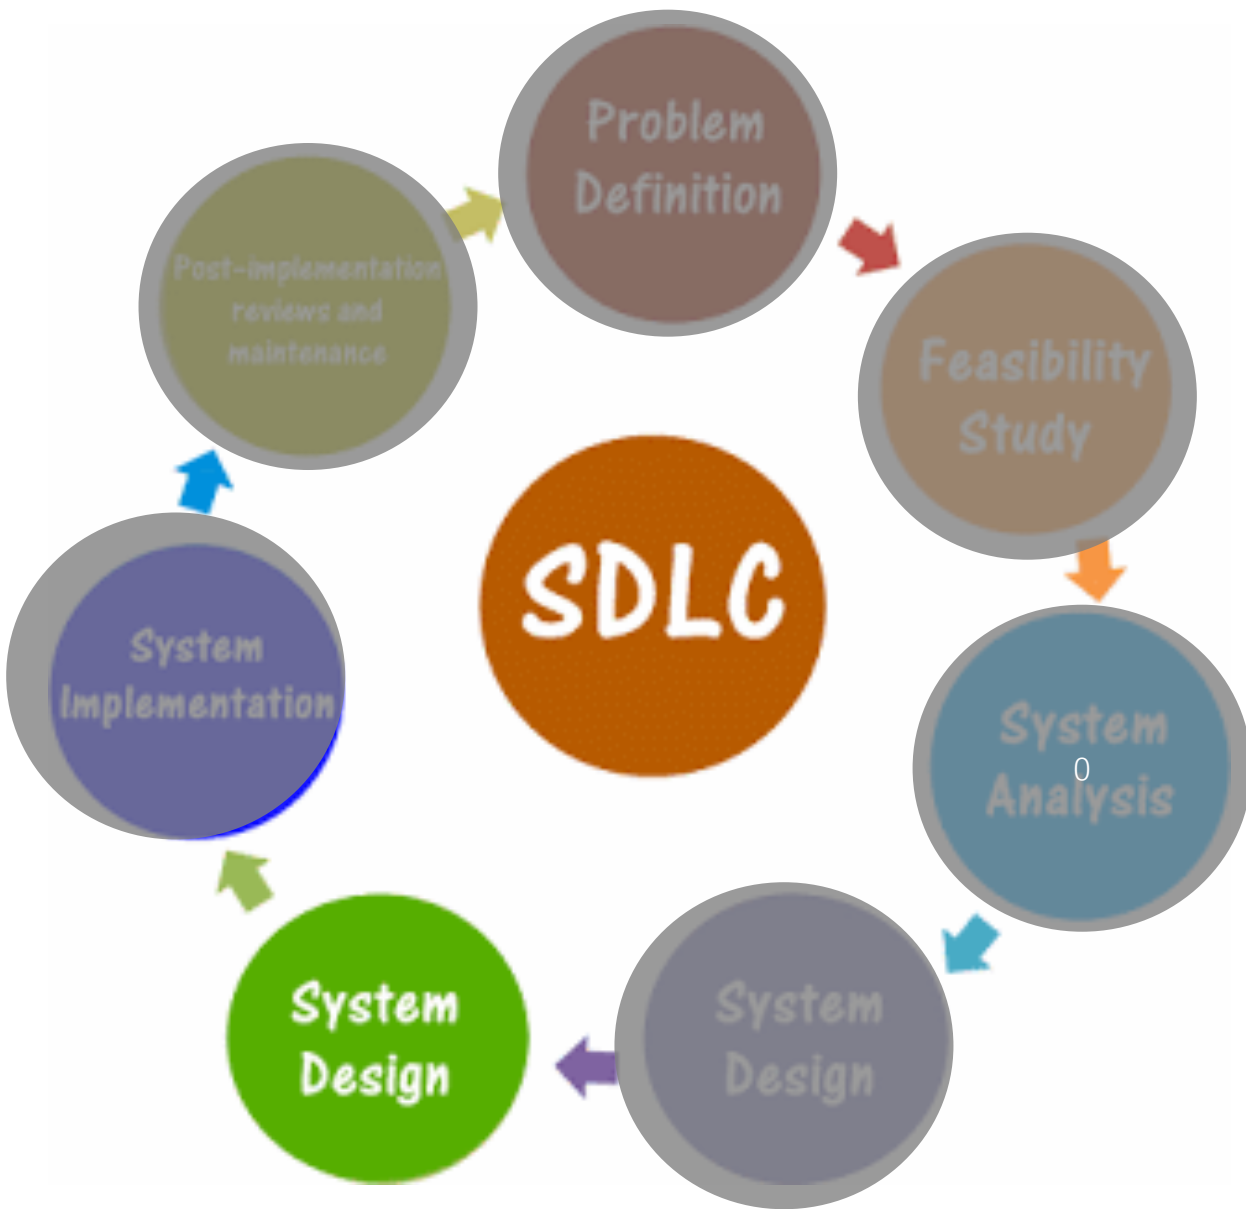 Problem
Definition
Post-implementation
reviews and
maintenance
Feasibility
Study
SDLC
System
Implementation
System
0
Analysis
System
Design
System
Design